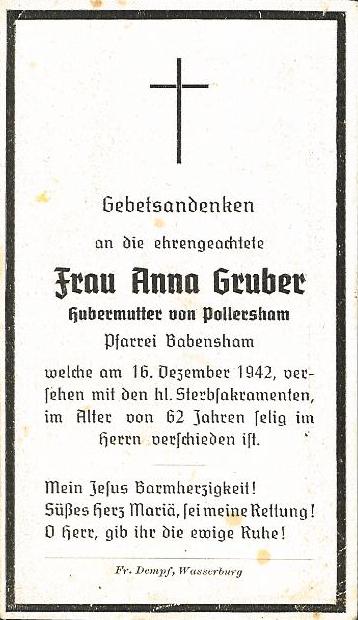 Gebetsandenken
an die ehrengeachtete
Frau Anna Gruber
Hubermutter von Pollersham
Pfarrei Babensham
welche am 16. Dezember 1942, ver-
sehen mit den hl. Sterbsakramenten,
im Alter von 62 Jahren selig im
Herrn verschieden ist.
Mein Jesus Barmherzigkeit!
Süßes Herz Mariä, sei meine Rettung!
O Herr, gib ihr die ewige Ruhe!
Fr. Dempf, Wasserburg